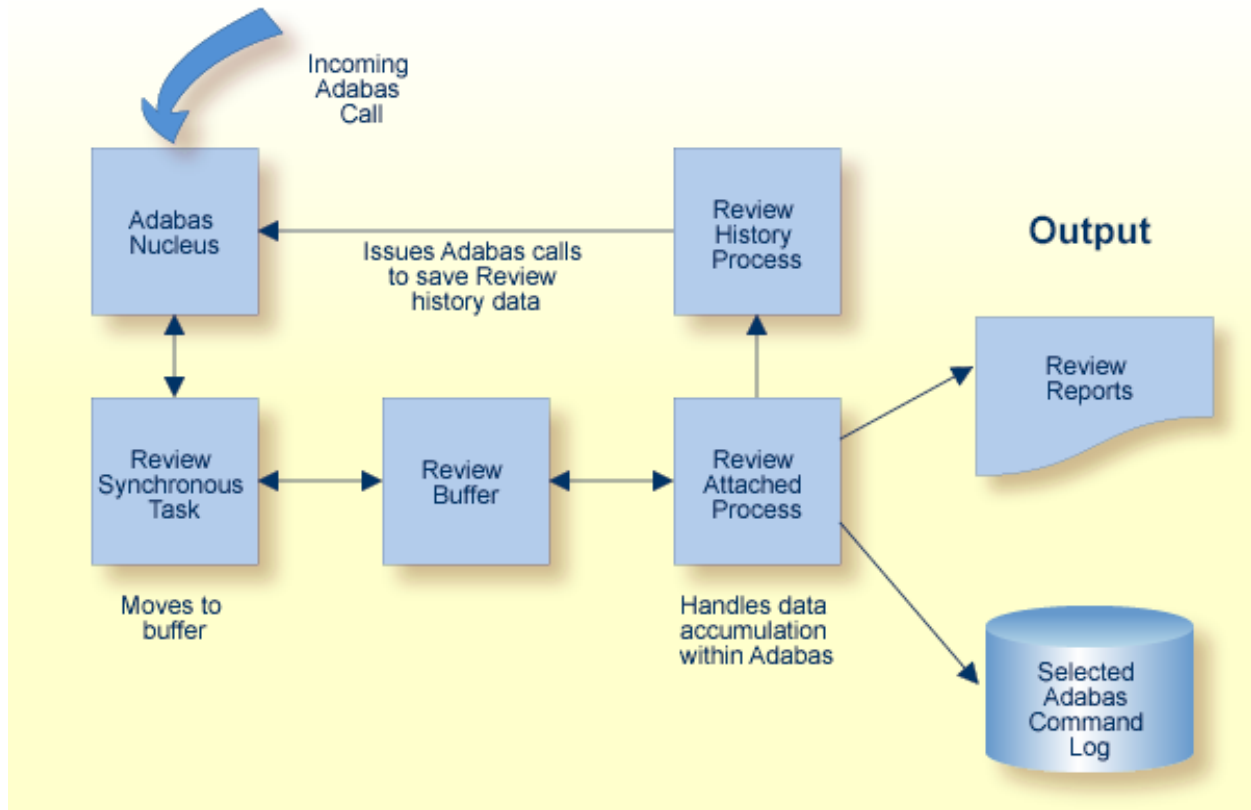 Incoming
Adabas
Call
Adabas
Nucleus
Review
History
Process
Output
Issues Adabas calls
to save Review
history data
Review
Reports
Review
Synchronous
Task
Review
Buffer
Review
Attached
Process
Moves to
buffer
Handles data
accumulation
within Adabas
Selected
Adabas
Command
Log